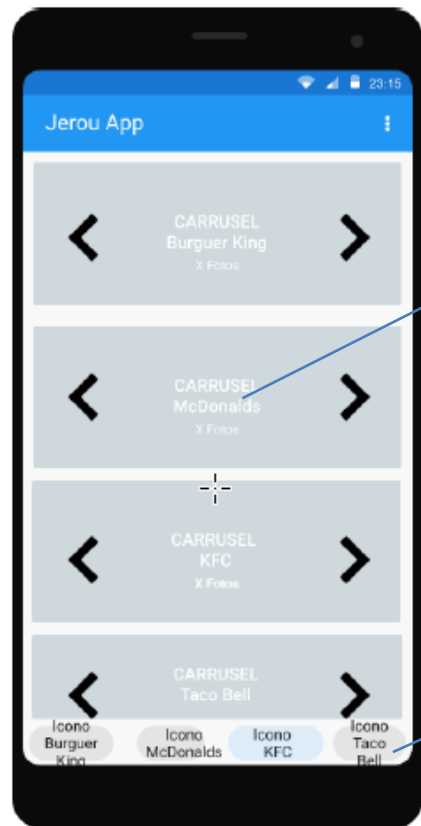 23:15
Jerou App
CARRUSEL
Burguer King
X Fotos
CARRUSEL
McDonalds
X Fotos
CARRUSEL
KFC
X Fotos
CARRUSEL
Taco Bell
Icono
Burguer
King
Icono
McDonalds
Icono
KFC
Icono
Taco
Bell